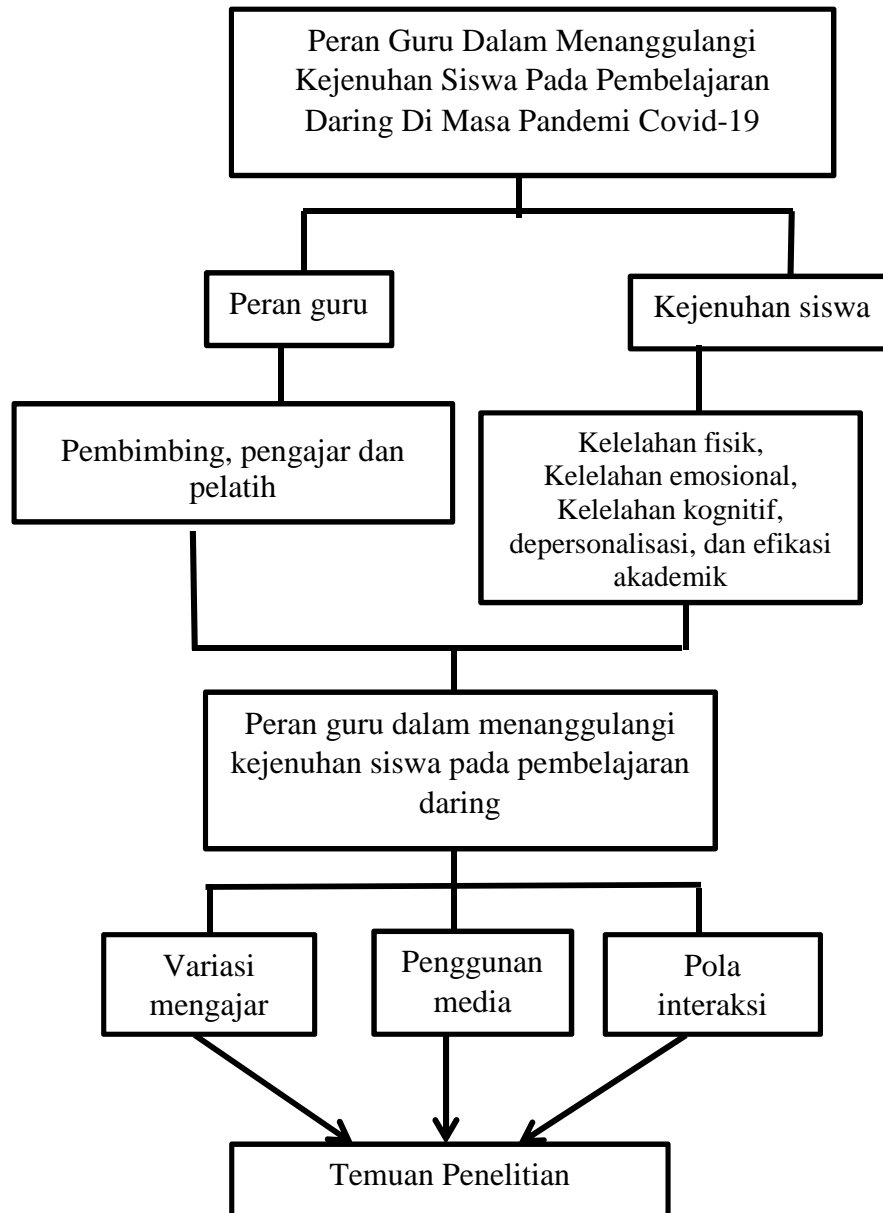 Peran Guru Dalam Menanggulangi
Kejenuhan Siswa Pada Pembelajaran
Daring Di Masa Pandemi Covid-19
Peran guru
Kejenuhan siswa
Pembimbing, pengajar dan
pelatih
Kelelahan fisik,
Kelelahan emosional,
Kelelahan kognitif,
depersonalisasi, dan efikasi
akademik
Peran guru dalam menanggulangi
kejenuhan siswa pada pembelajaran
daring
Variasi
mengajar
Penggunan
media
Pola
interaksi
Temuan Penelitian